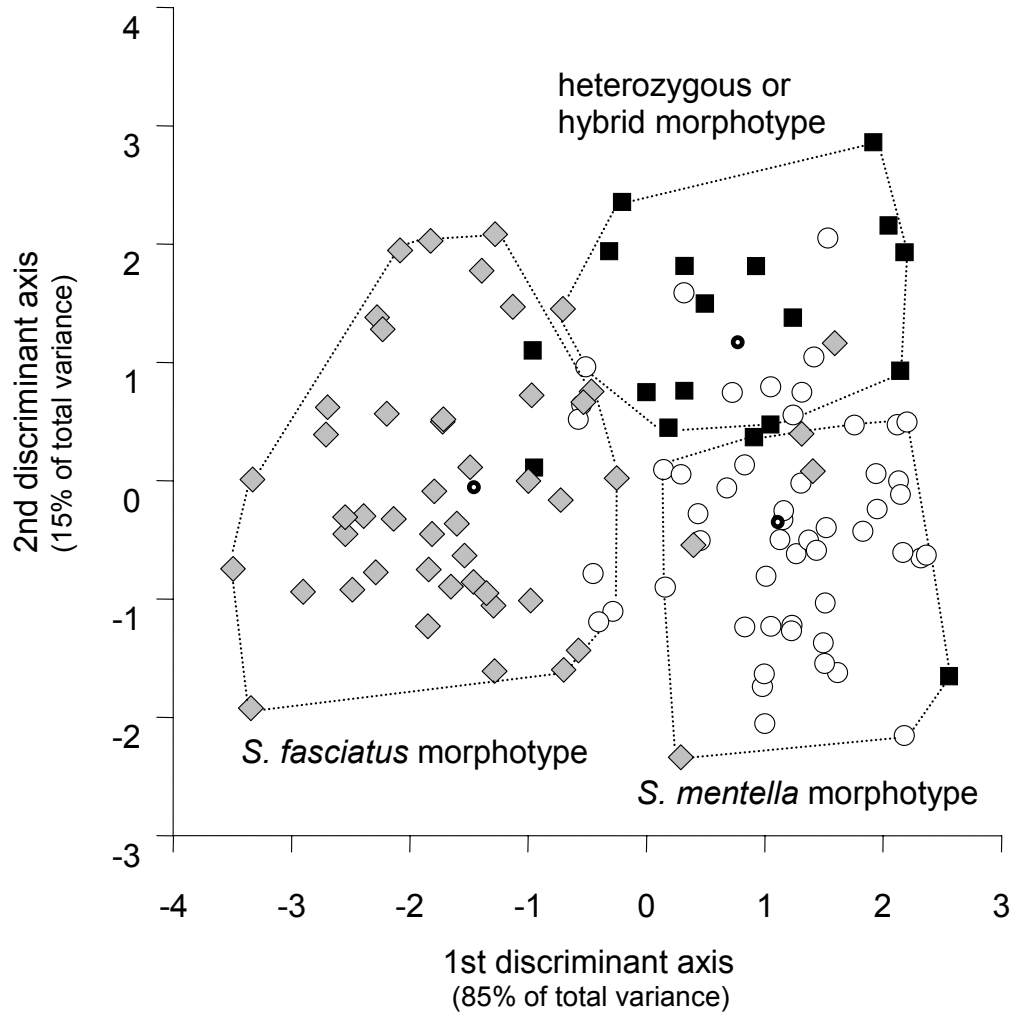 4
3
2
1
0
-1
-2
-3
2nd discriminant axis
(15% of total variance)
heterozygous or
hybrid morphotype
S. fasciatus morphotype
S. mentella morphotype
-4 -3 -2 -1 0 1 2 3
1st discriminant axis
(85% of total variance)